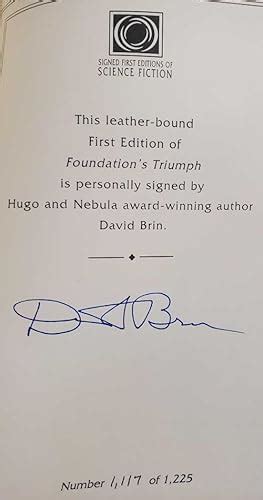 SIGNED FIRST EDITIONS OF
SCIENCE FICTION
This leather-bound
First Edition of
Foundation's Triumph
is personally signed by
Hugo and Nebula award-winning author
David Brin.
D Brin
Number 1,117 of 1,225